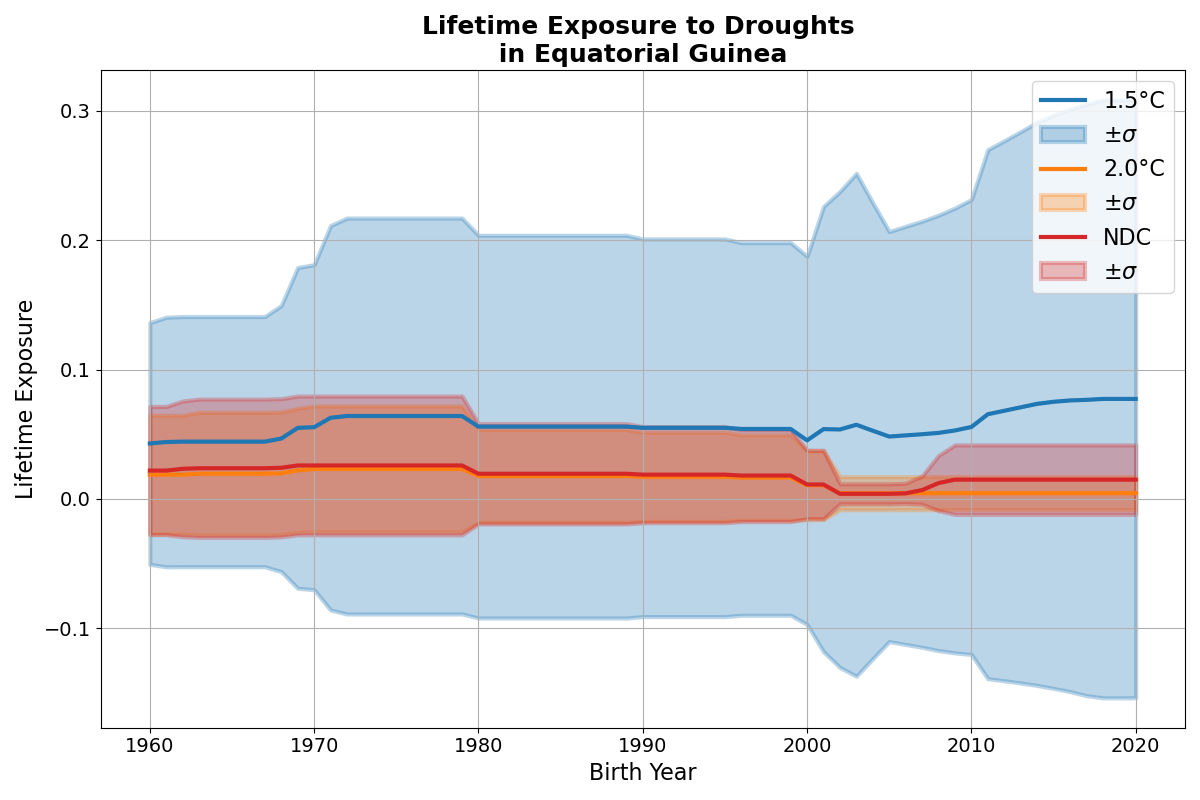 Lifetime Exposure to Droughts
in Equatorial Guinea
0.3
0.2
0.1
0.0
−0.1
Lifetime Exposure
1960
1970
1980
1990
2000
2010
2020
Birth Year
1.5°C
±σ
2.0°C
±σ
NDC
±σ